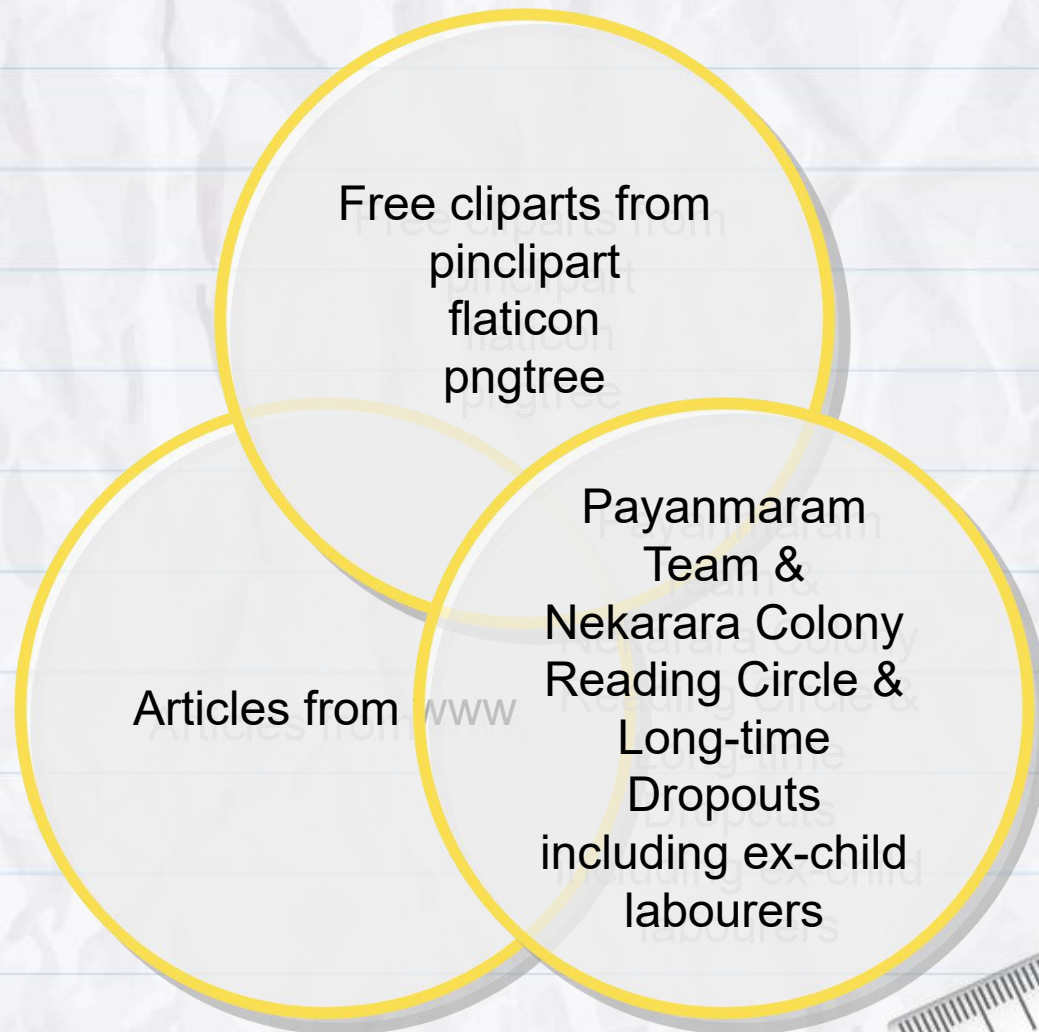 Free cliparts from
pinclipart
flaticon
pngtree
Articles from www
Payanmaram
Team &
Nekarara Colony
Reading Circle &
Long-time
Dropouts
including ex-child
labourers